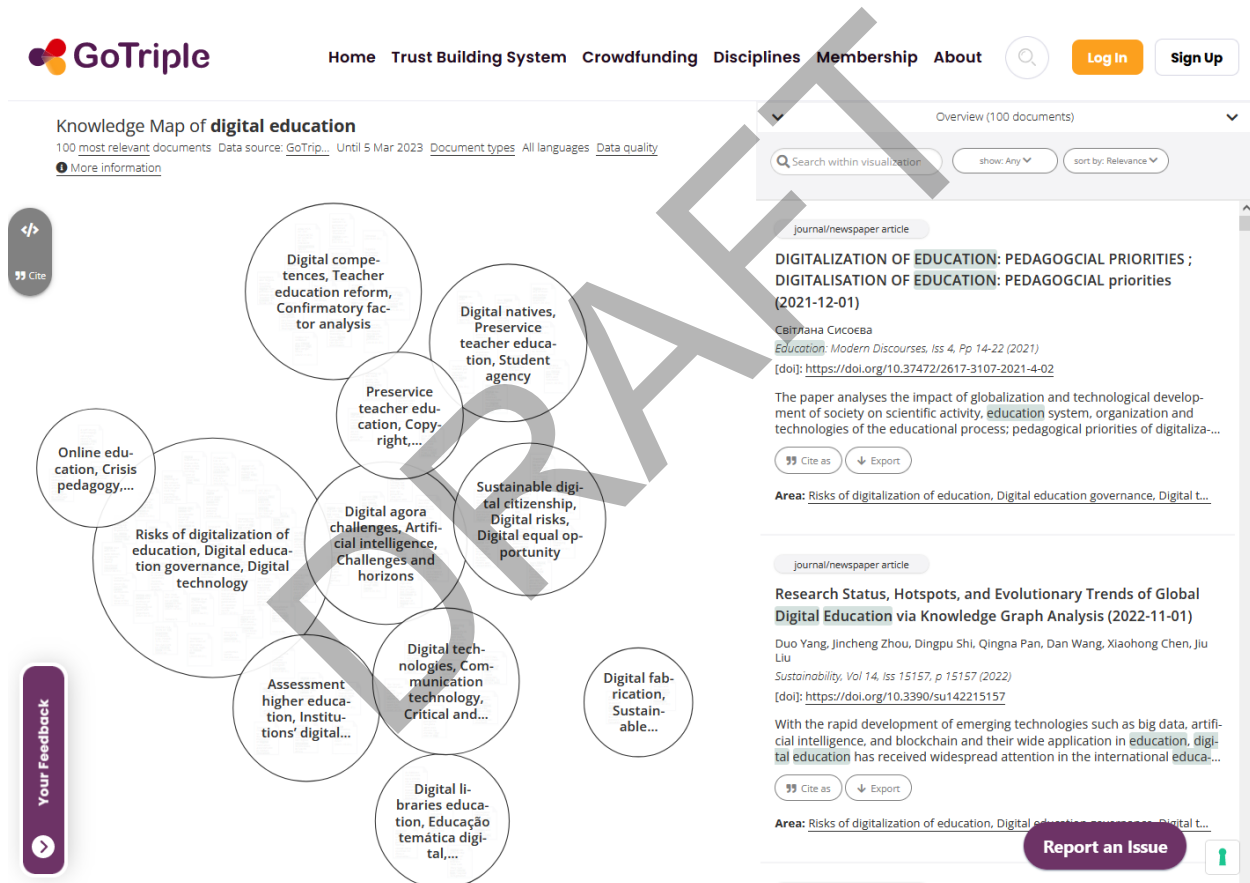 GoTriple
Home Trust Building System Crowdfunding Disciplines Membership About
Log In
Sign Up
Knowledge Map of digital education
100 most relevant documents Data source: GoTrip... Until 5 Mar 2023 Document types All languages Data quality
More information
Cite
Digital compe-
tences, Teacher
education reform,
Confirmatory fac-
tor analysis
Digital natives,
Preservice
teacher educa-
tion, Student
agency
Preservice
teacher edu-
cation, Copy-
right,...
Online edu-
cation, Crisis
pedagogy,...
Risks of digitalization of
education, Digital educa-
tion governance, Digital
technology
Digital agora
challenges, Artifi-
cial intelligence,
Challenges and
horizons
Sustainable digi-
tal citizenship,
Digital risks,
Digital equal op-
portunity
Assessment
higher educa-
tion, Institu-
tions' digital...
Digital tech-
nologies, Com-
munication
technology,
Critical and...
Digital fab-
rication,
Sustain-
able...
Digital li-
braries educa-
tion, Educação
temática digi-
tal,...
Your Feedback
DRAFT
Overview (100 documents)
Search within visualization
show: Any
sort by: Relevance
journal/newspaper article
DIGITALIZATION OF EDUCATION: PEDAGOGCIAL PRIORITIES ;
DIGITALISATION OF EDUCATION: PEDAGOGCIAL priorities
(2021-12-01)
Світлана Сисоєва
Education: Modern Discourses, Iss 4, Pp 14-22 (2021)
[doi]: https://doi.org/10.37472/2617-3107-2021-4-02
The paper analyses the impact of globalization and technological develop-
ment of society on scientific activity, education system, organization and
technologies of the educational process; pedagogical priorities of digitaliza-...
Cite as
Export
Area: Risks of digitalization of education, Digital education governance, Digital t...
journal/newspaper article
Research Status, Hotspots, and Evolutionary Trends of Global
Digital Education via Knowledge Graph Analysis (2022-11-01)
Duo Yang, Jincheng Zhou, Dingpu Shi, Qingna Pan, Dan Wang, Xiaohong Chen, Jiu
Liu
Sustainability, Vol 14, Iss 15157, p 15157 (2022)
[doi]: https://doi.org/10.3390/su142215157
With the rapid development of emerging technologies such as big data, artifi-
cial intelligence, and blockchain and their wide application in education, digi-
tal education has received widespread attention in the international educa-...
Cite as
Export
Area: Risks of digitalization of education, Digital education governance, Digital t...
Report an Issue